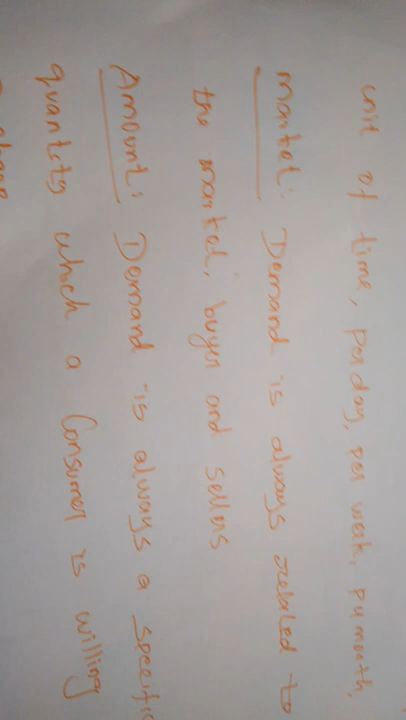 unit of time, per day, per week, per month,
market: Demand is always related to
the market, buyer and sellers
Amount: Demand is always a specific
quantity which a Consumer is willing